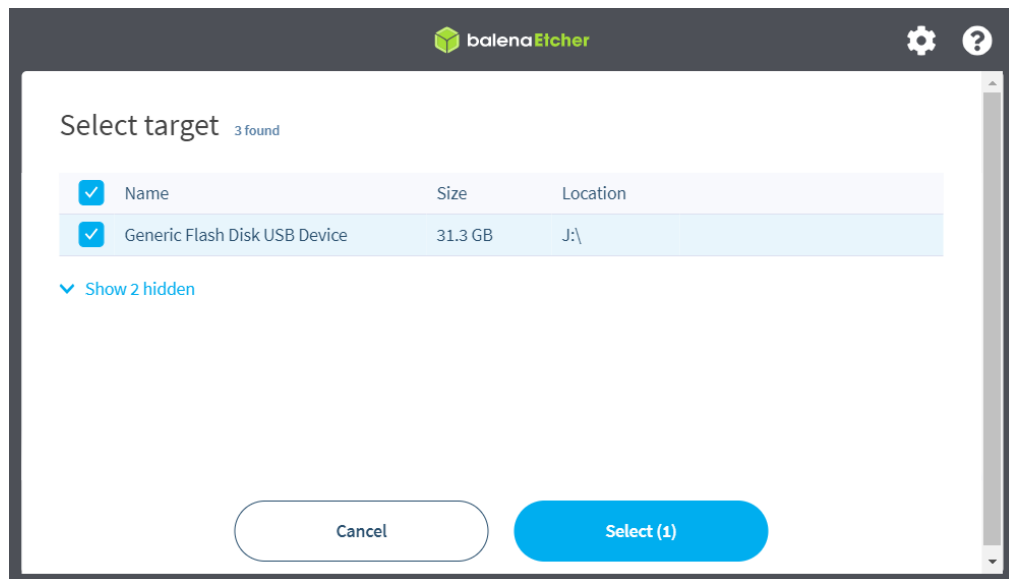 balenaEtcher
Select target 3 found
Name Size Location
Generic Flash Disk USB Device 31.3 GB J:\
Show 2 hidden
Cancel Select (1)